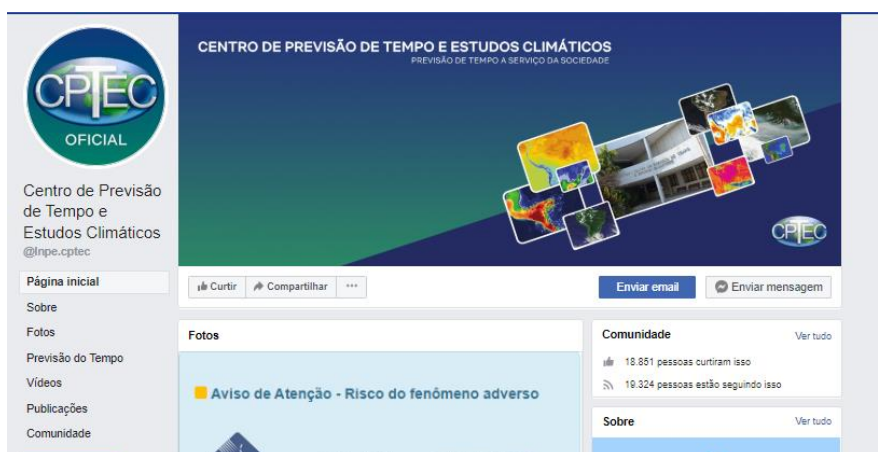 CENTRO DE PREVISÃO DE TEMPO E ESTUDOS CLIMÁTICOS
PREVISÃO DE TEMPO A SERVIÇO DA SOCIEDADE
CPTEC
OFICIAL
Centro de Previsão
de Tempo e
Estudos Climáticos
@Inpe.cptec
CPTEC
Página inicial
Sobre
Fotos
Previsão do Tempo
Vídeos
Publicações
Comunidade
Curtir
Compartilhar
Enviar email
Enviar mensagem
Fotos
Aviso de Atenção - Risco do fenômeno adverso
Comunidade
Ver tudo
18.851 pessoas curtiram isso
19.324 pessoas estão seguindo isso
Sobre
Ver tudo